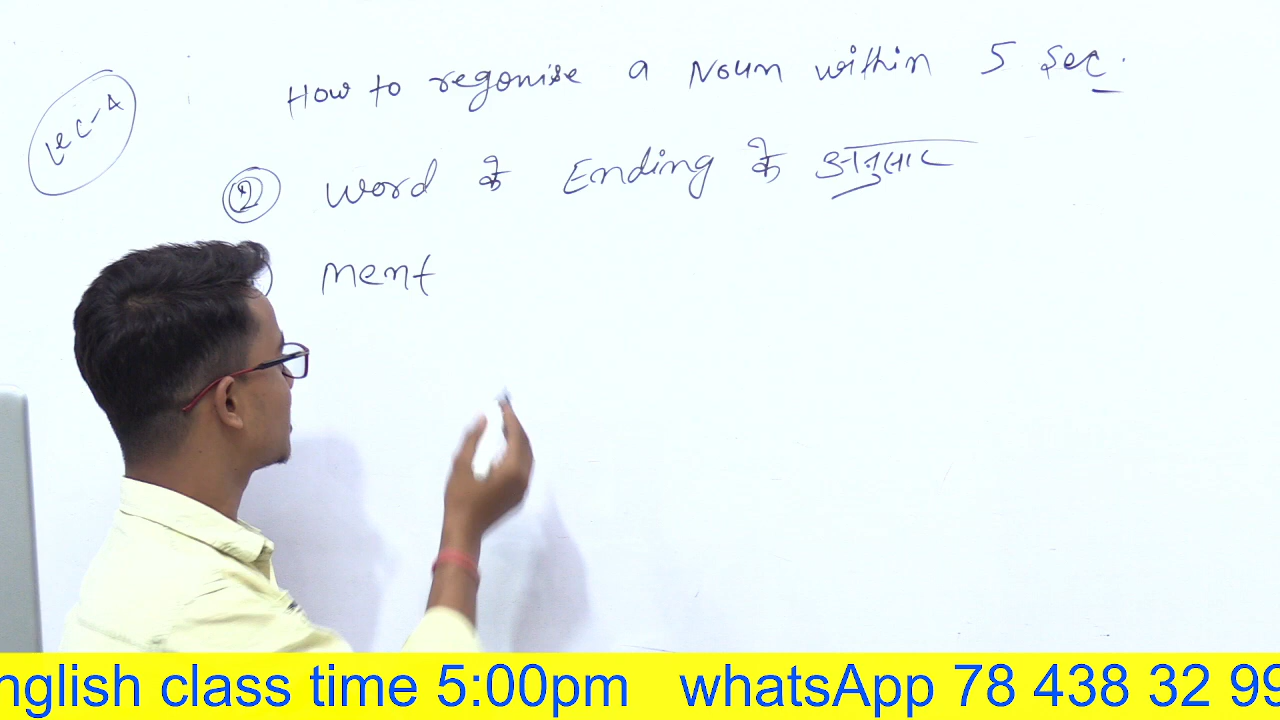 Lec-4
How to regonise a Noun within 5 Sec.
② Word के Ending के अनुसार
ment
nglish class time 5:00pm whatsApp 78 438 32 99